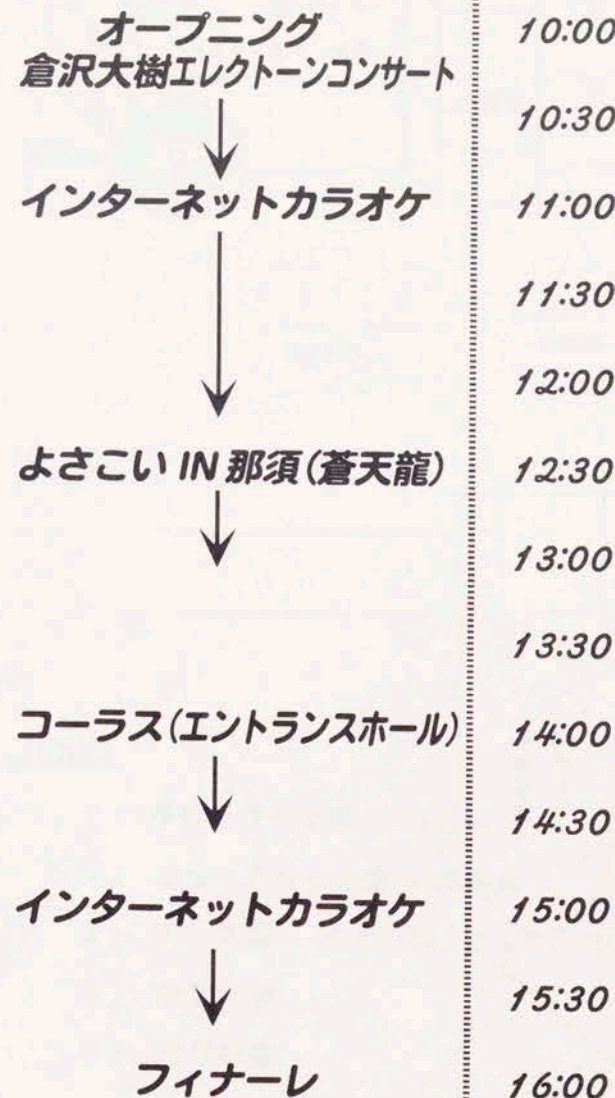 オープニング 10:00
倉沢大樹エレクトーンコンサート
10:30
インターネットカラオケ 11:00
11:30
12:00
よさこい IN 那須(蒼天龍) 12:30
13:00
13:30
コーラス(エントランスホール) 14:00
14:30
インターネットカラオケ 15:00
15:30
フィナーレ 16:00